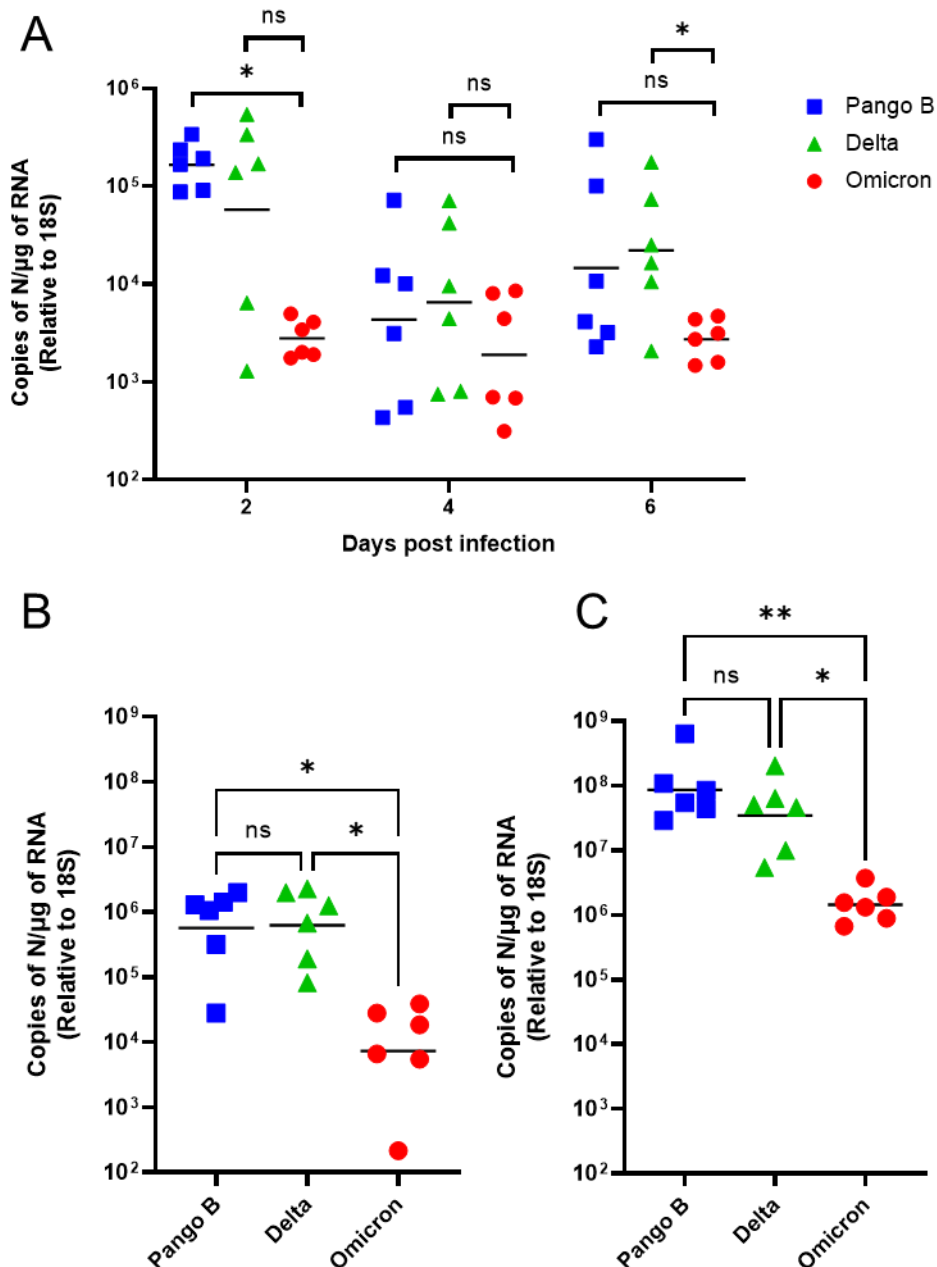 A
ns
*
*
ns
ns
ns
10⁶
10⁵
10⁴
10³
10²
Copies of N/µg of RNA
(Relative to 18S)
2
4
6
Days post infection
Pango B
Delta
Omicron
B
*
ns
*
10⁹
10⁸
10⁷
10⁶
10⁵
10⁴
10³
10²
Copies of N/µg of RNA
(Relative to 18S)
Pango B
Delta
Omicron
C
**
ns
*
10⁹
10⁸
10⁷
10⁶
10⁵
10⁴
10³
10²
Copies of N/µg of RNA
(Relative to 18S)
Pango B
Delta
Omicron